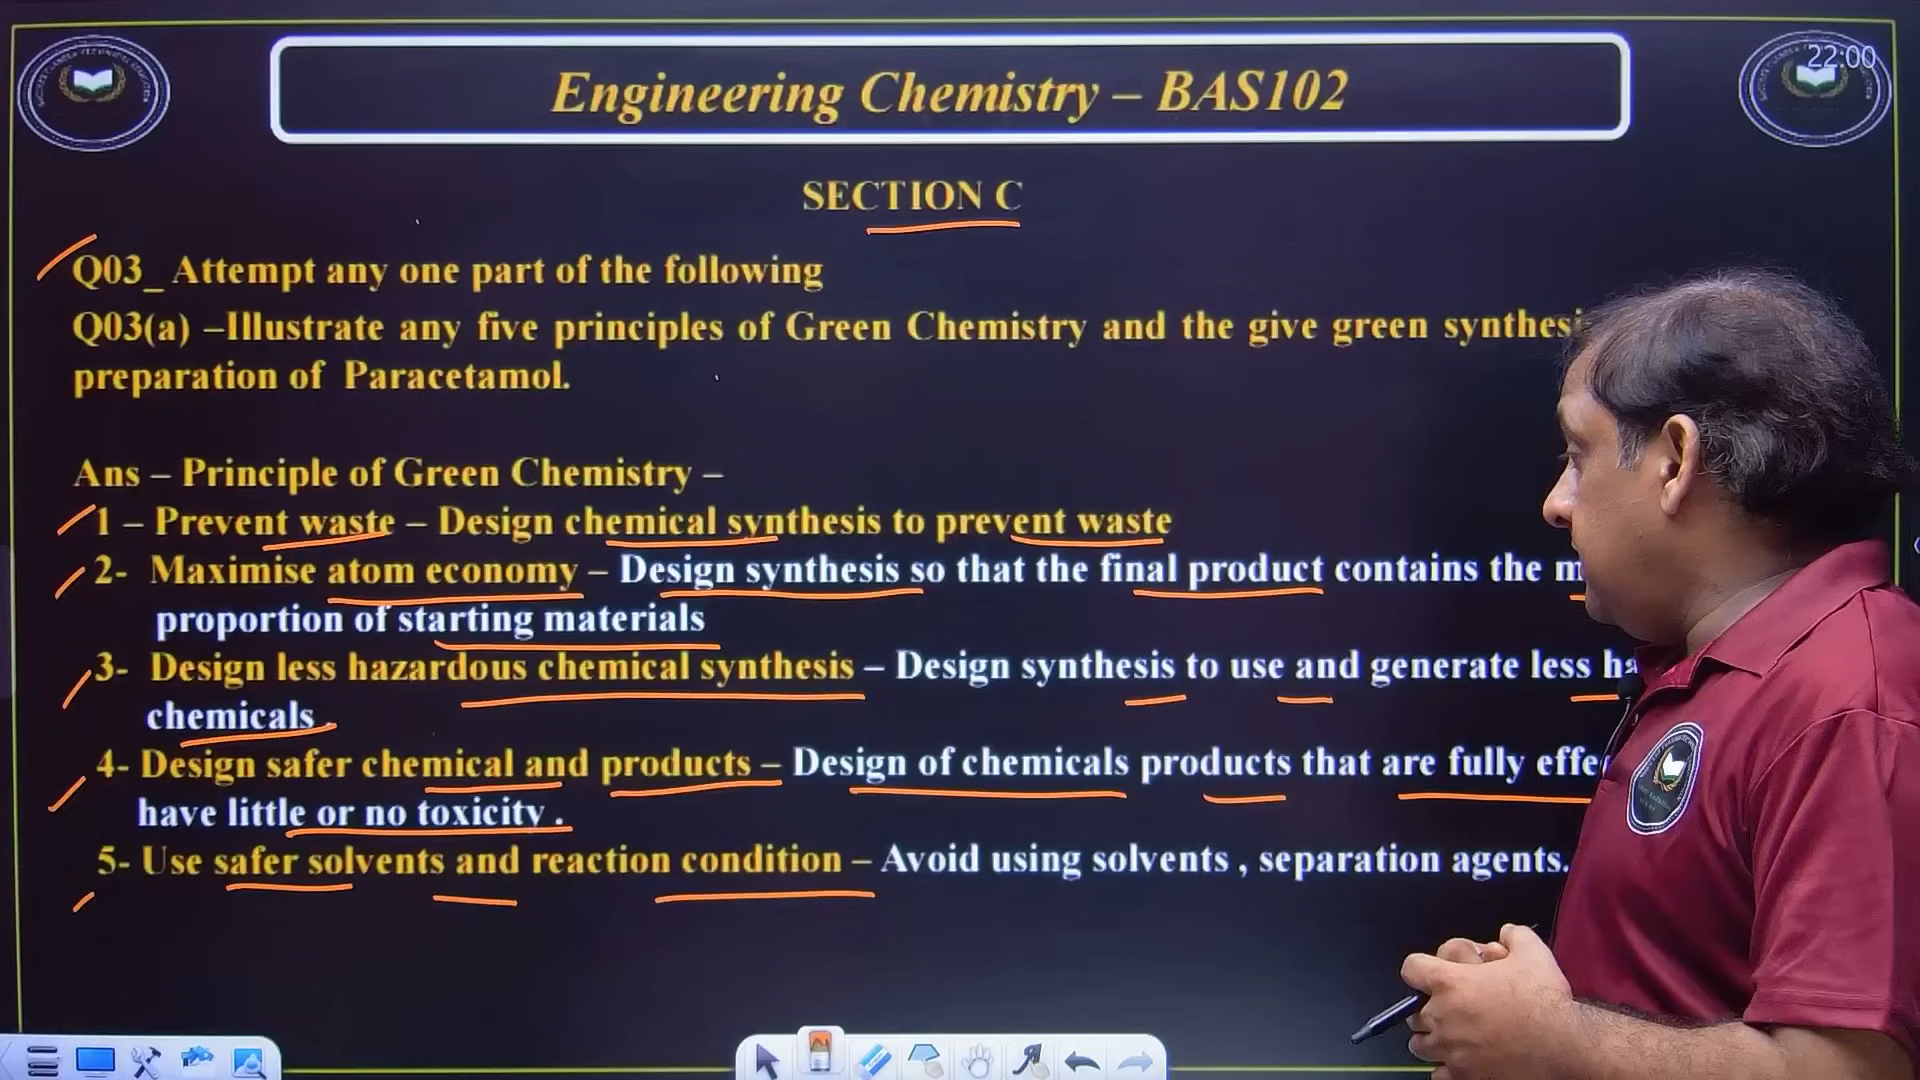 22:00
Engineering Chemistry – BAS102
SECTION C
Q03_ Attempt any one part of the following
Q03(a) –Illustrate any five principles of Green Chemistry and the give green
preparation of Paracetamol.
Ans – Principle of Green Chemistry –
1 – Prevent waste – Design chemical synthesis to prevent waste
2- Maximise atom economy – Design synthesis so that the final product contains the
proportion of starting materials
3- Design less hazardous chemical synthesis – Design synthesis to use and generate less
chemicals .
4- Design safer chemical and products – Design of chemicals products that are fully
have little or no toxicity .
5- Use safer solvents and reaction condition – Avoid using solvents , separation agents.